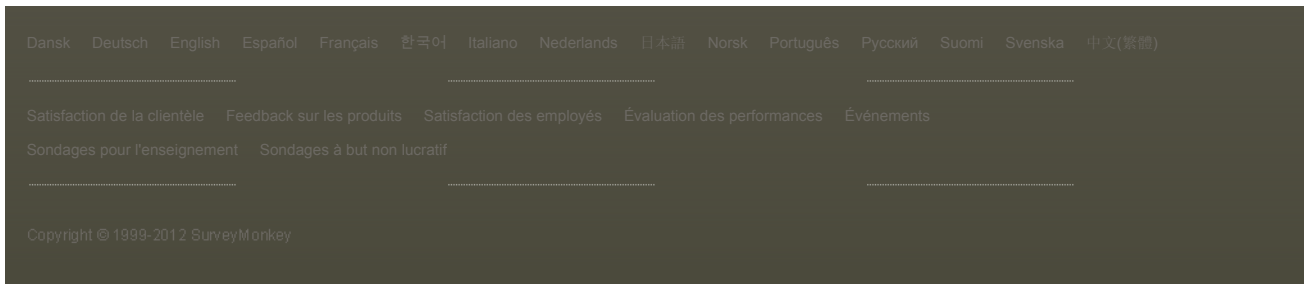 Dansk Deutsch English Español Français 한국어 Italiano Nederlands 日本語 Norsk Português Русский Suomi Svenska 中文(繁體)
Satisfaction de la clientèle Feedback sur les produits Satisfaction des employés Évaluation des performances Événements
Sondages pour l'enseignement Sondages à but non lucratif
Copyright © 1999-2012 SurveyMonkey